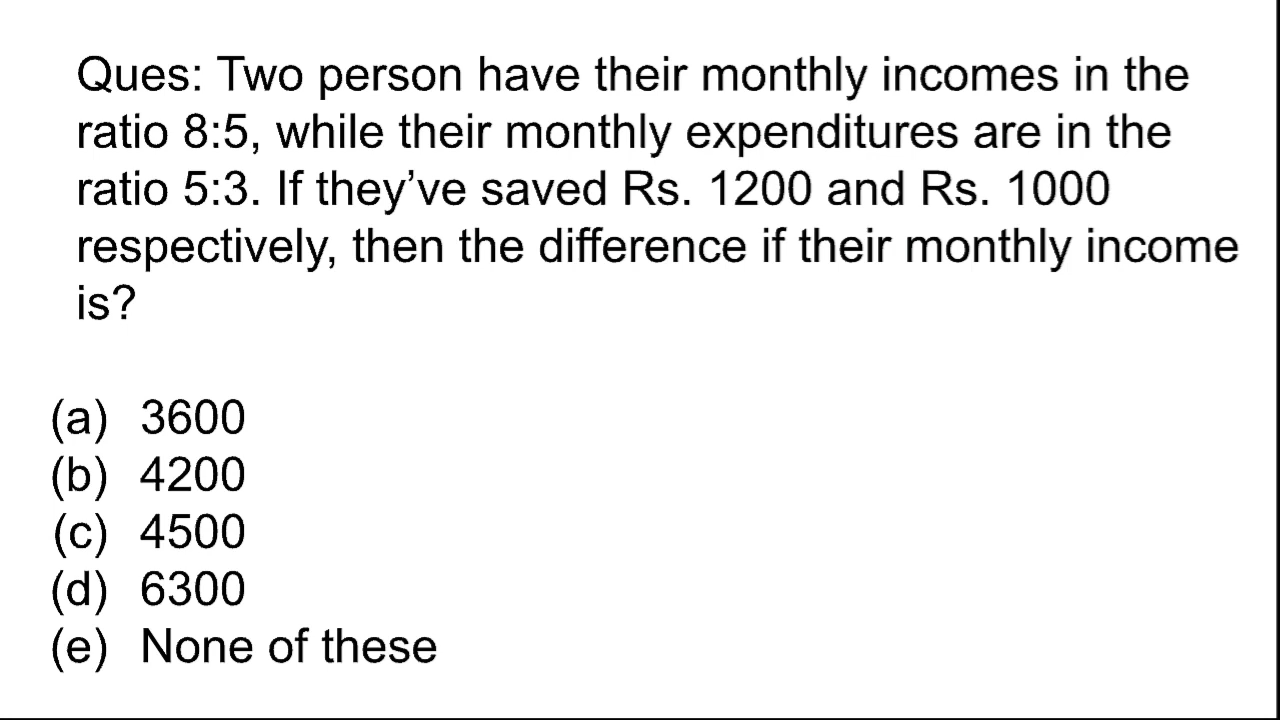 Ques: Two person have their monthly incomes in the
ratio 8:5, while their monthly expenditures are in the
ratio 5:3. If they’ve saved Rs. 1200 and Rs. 1000
respectively, then the difference if their monthly income
is?
(a) 3600
(b) 4200
(c) 4500
(d) 6300
(e) None of these